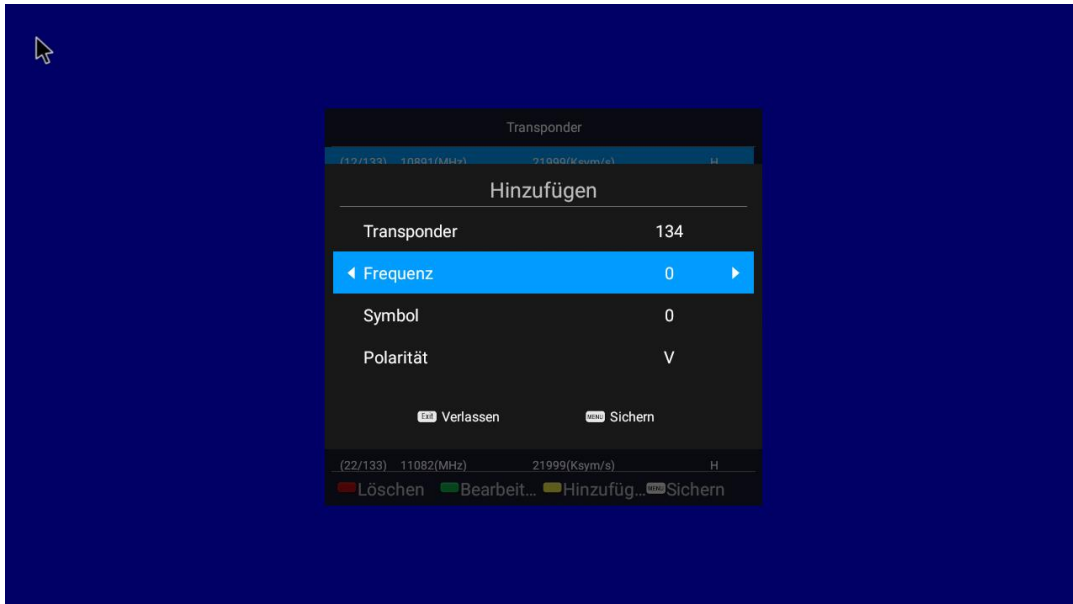 Transponder
(12/133) 10891(MHz) 21999(Ksym/s) H
Hinzufügen
Transponder 134
Frequenz 0
Symbol 0
Polarität V
Exit Verlassen MENU Sichern
(22/133) 11082(MHz) 21999(Ksym/s) H
Löschen Bearbeit... Hinzufüg... MENU Sichern